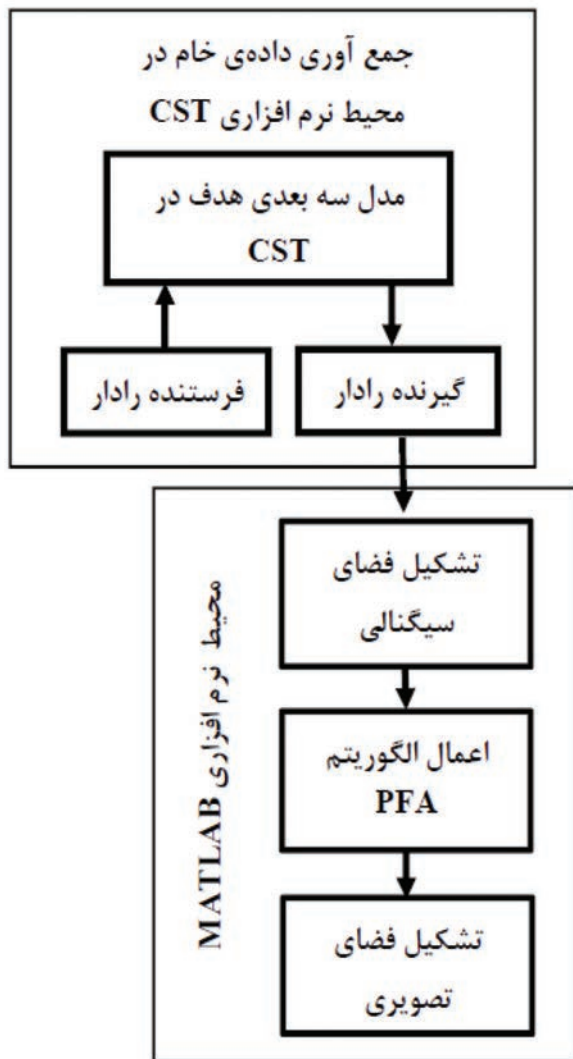 جمع آوری داده‌ی خام در
محیط نرم افزاری CST
مدل سه بعدی هدف در
CST
گیرنده رادار
فرستنده رادار
محیط نرم افزاری MATLAB
تشکیل فضای
سیگنالی
اعمال الگوریتم
PFA
تشکیل فضای
تصویری